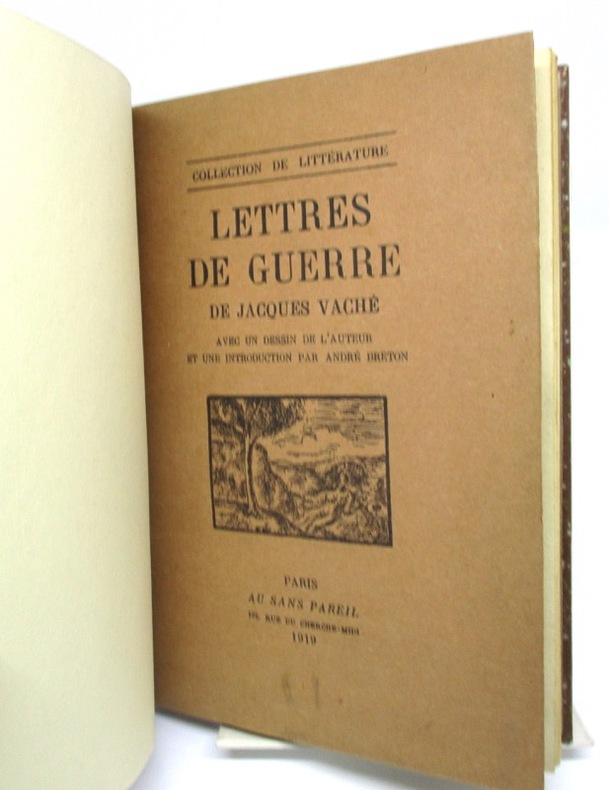 COLLECTION DE LITTÉRATURE
LETTRES
DE GUERRE
DE JACQUES VACHÉ
AVEC UN DESSIN DE L'AUTEUR
ET UNE INTRODUCTION PAR ANDRÉ BRETON
PARIS
AU SANS PAREIL
RUE DU CHERCHE-MIDI
1919